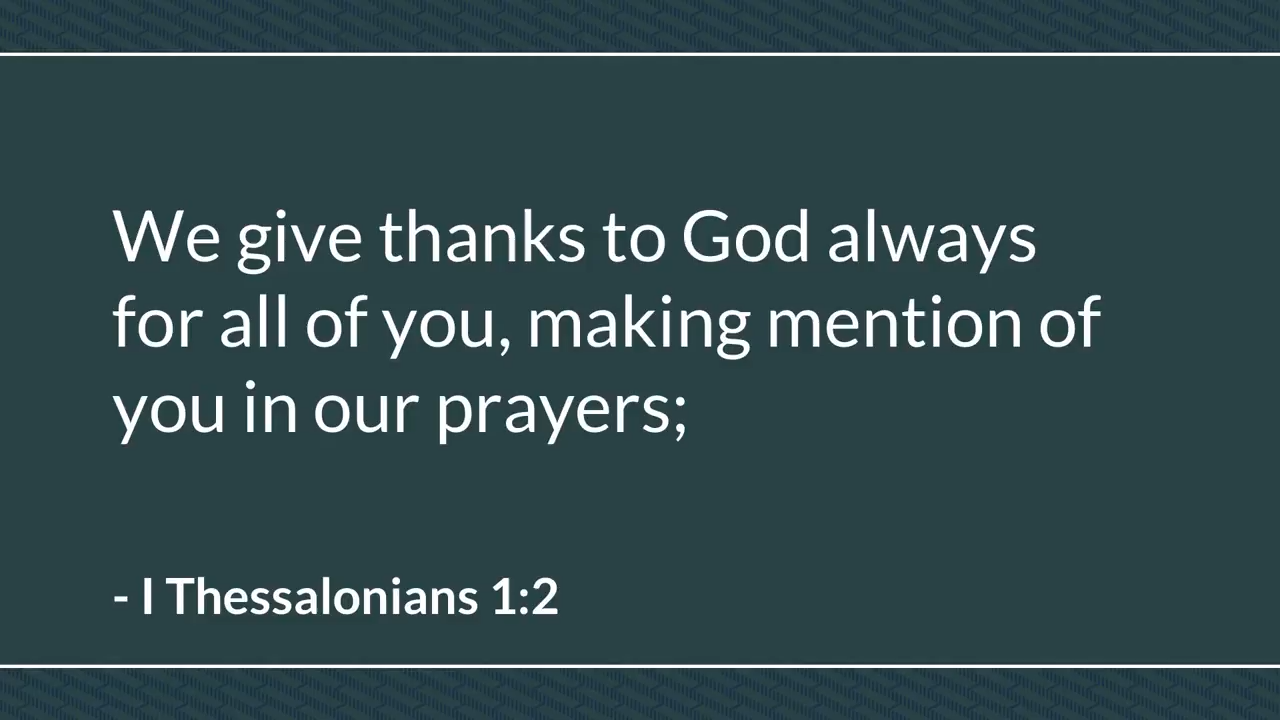 We give thanks to God always
for all of you, making mention of
you in our prayers;
- I Thessalonians 1:2